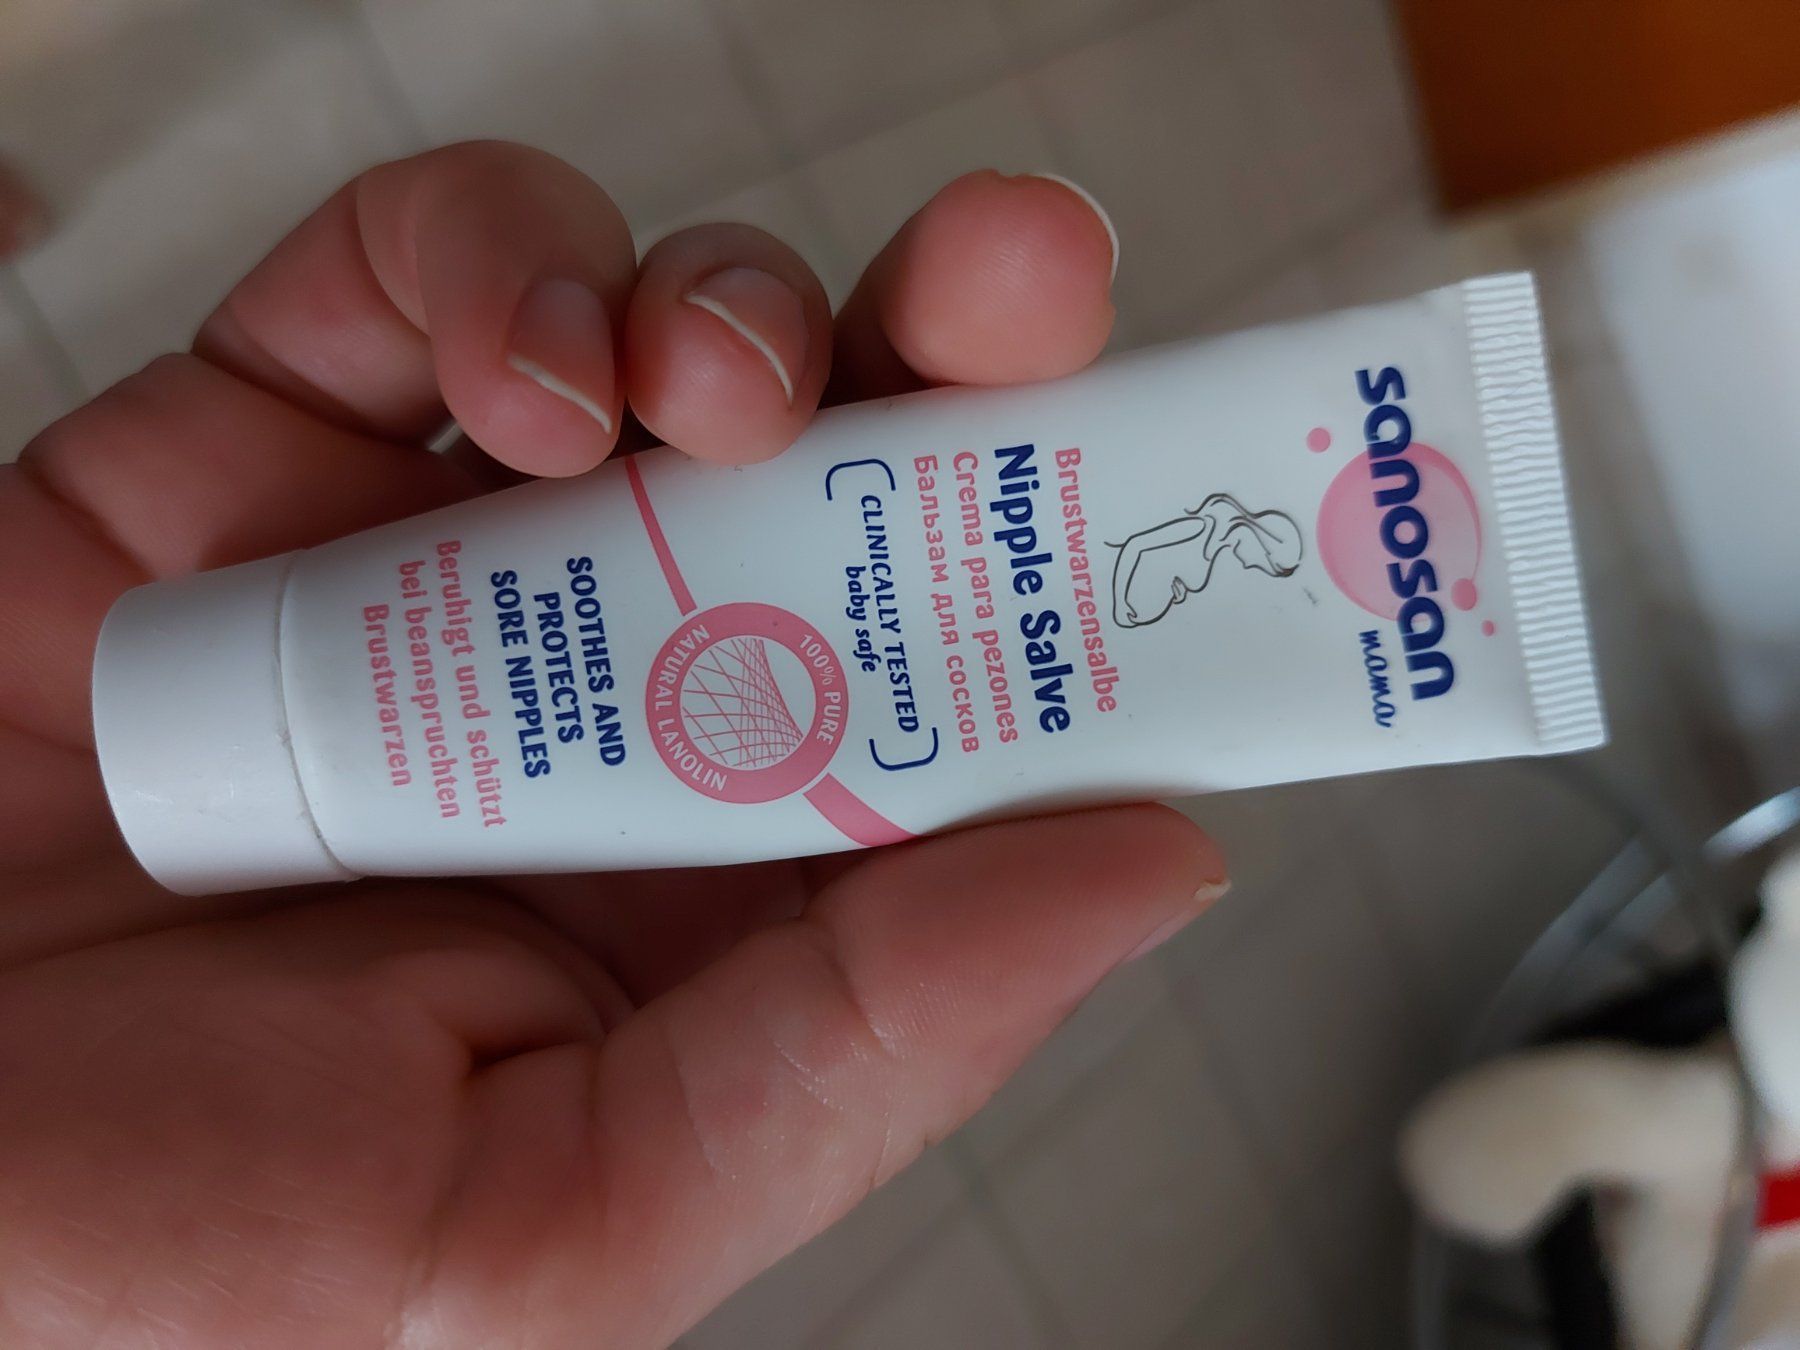 sanosan
mama
Brustwarzensalbe
Nipple Salve
Crema para pezones
Бальзам для сосков
CLINICALLY TESTED
baby safe
100% PURE
NATURAL LANOLIN
SOOTHES AND
PROTECTS
SORE NIPPLES
Beruhigt und schützt
bei beanspruchten
Brustwarzen